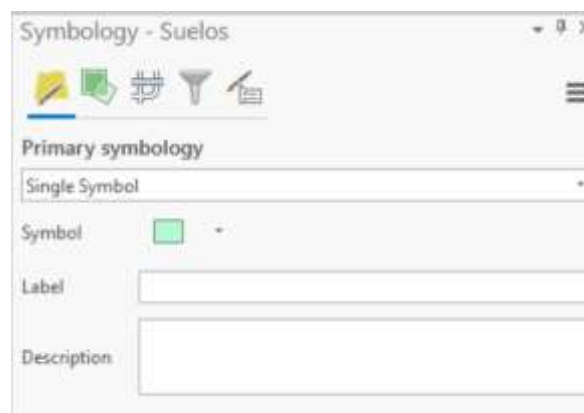 Symbology - Suelos
Primary symbology
Single Symbol
Symbol
Label
Description